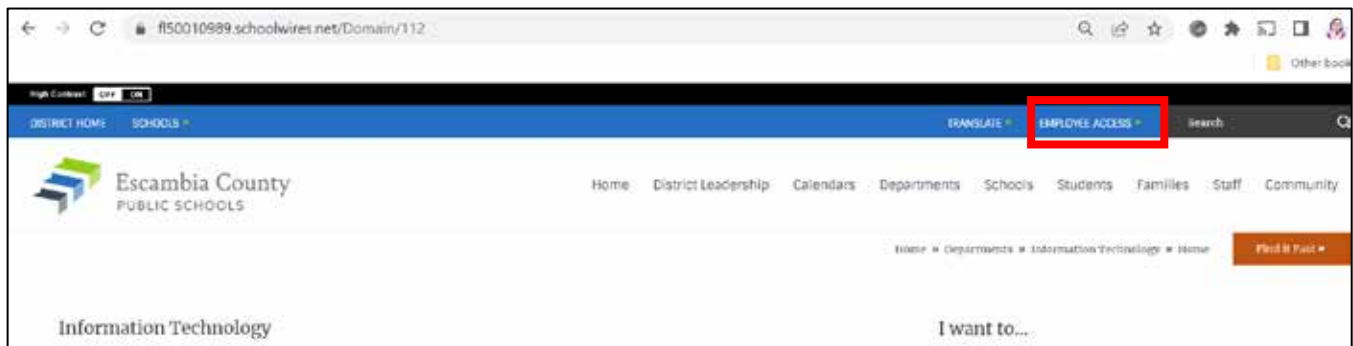 fl50010989.schoolwires.net/Domain/112
Other book
High Contrast OFF ON
DISTRICT HOME SCHOOLS TRANSLATE EMPLOYEE ACCESS Search
Escambia County
PUBLIC SCHOOLS
Home District Leadership Calendars Departments Schools Students Families Staff Community
Home » Departments » Information Technology » Home
Find It Fast
Information Technology
I want to...